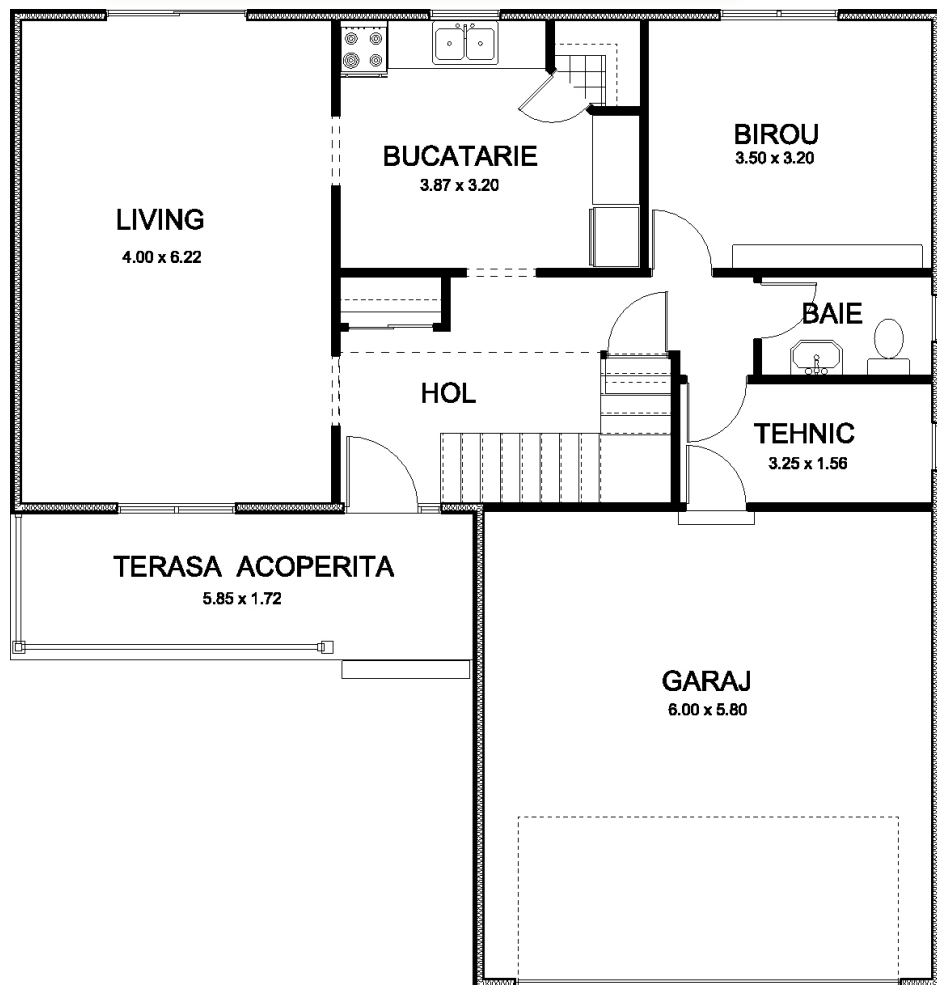 LIVING
4.00 x 6.22
BUCATARIE
3.87 x 3.20
BIROU
3.50 x 3.20
BAIE
HOL
TEHNIC
3.25 x 1.56
TERASA ACOPERITA
5.85 x 1.72
GARAJ
6.00 x 5.80